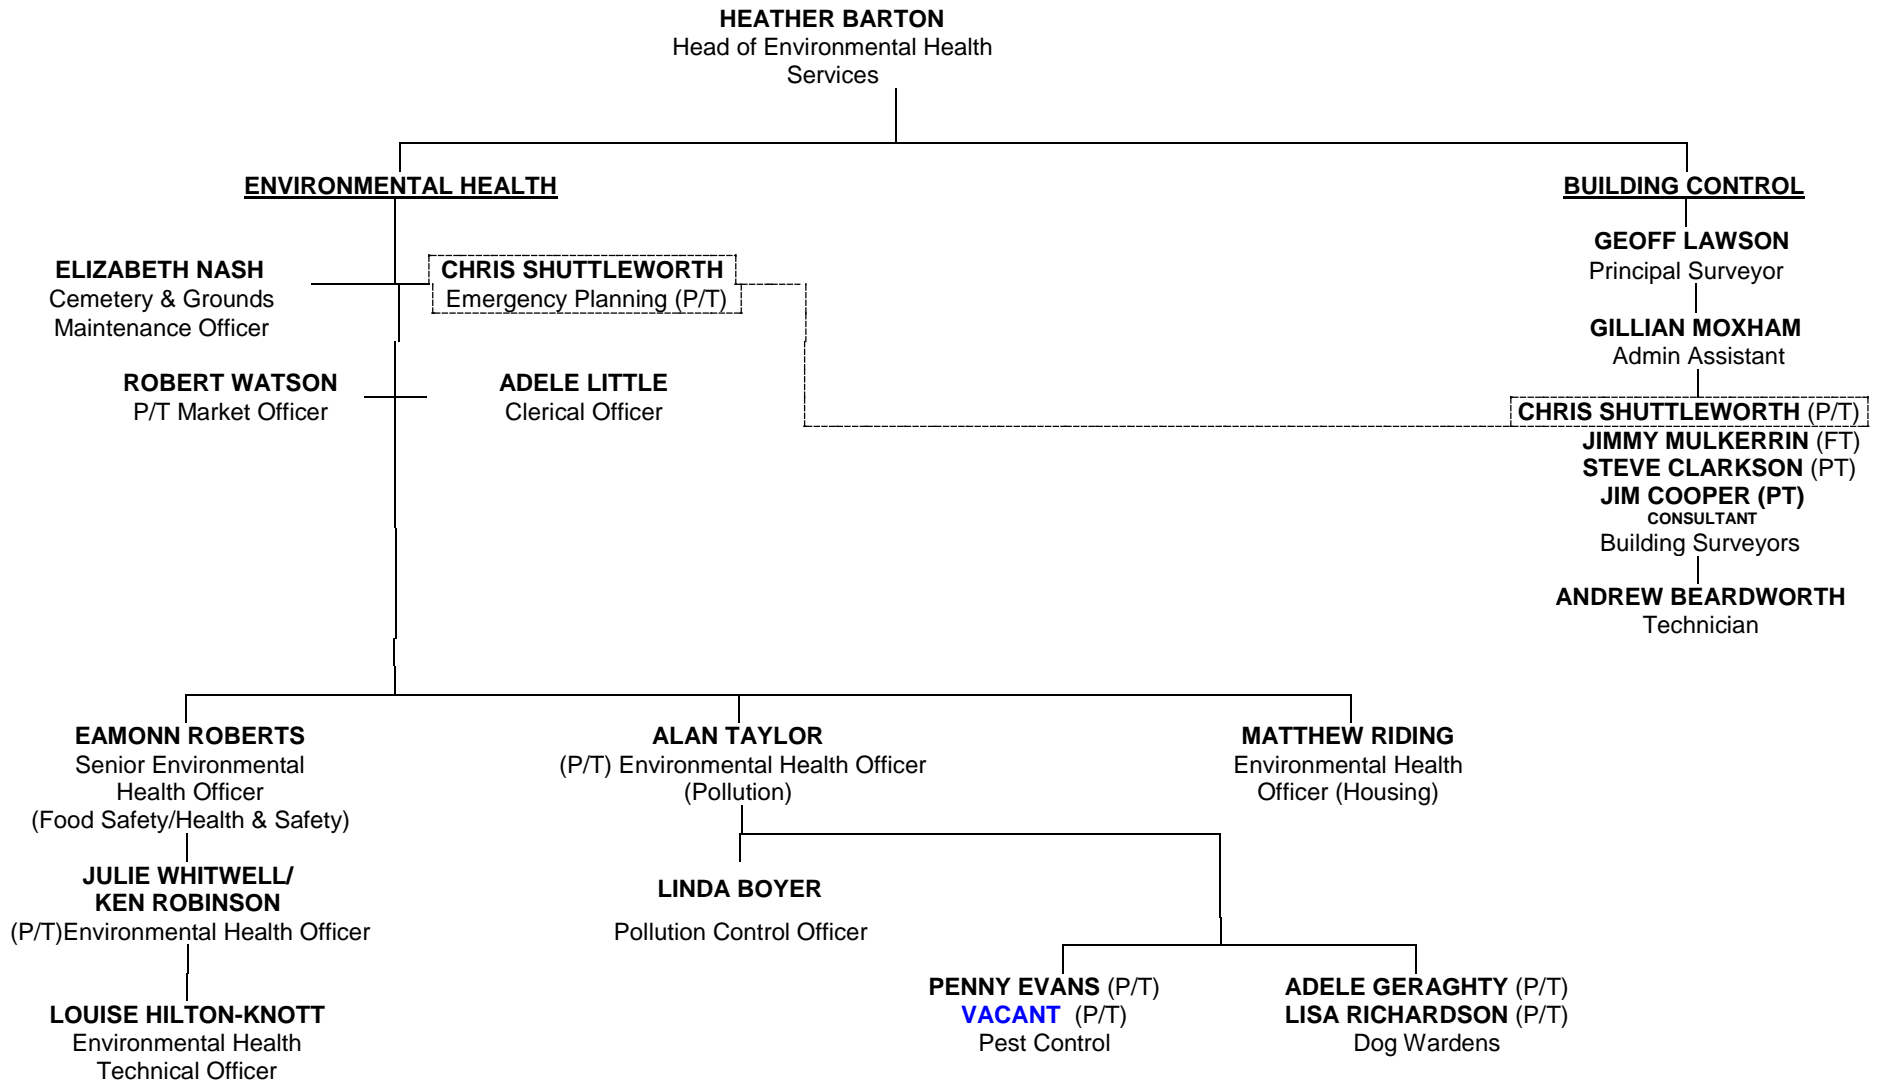 HEATHER BARTON
Head of Environmental Health
Services
ENVIRONMENTAL HEALTH
ELIZABETH NASH
Cemetery & Grounds
Maintenance Officer
CHRIS SHUTTLEWORTH
Emergency Planning (P/T)
ROBERT WATSON
P/T Market Officer
ADELE LITTLE
Clerical Officer
BUILDING CONTROL
GEOFF LAWSON
Principal Surveyor
GILLIAN MOXHAM
Admin Assistant
CHRIS SHUTTLEWORTH (P/T)
JIMMY MULKERRIN (FT)
STEVE CLARKSON (PT)
JIM COOPER (PT)
CONSULTANT
Building Surveyors
ANDREW BEARDWORTH
Technician
EAMONN ROBERTS
Senior Environmental
Health Officer
(Food Safety/Health & Safety)
JULIE WHITWELL/
KEN ROBINSON
(P/T)Environmental Health Officer
LOUISE HILTON-KNOTT
Environmental Health
Technical Officer
ALAN TAYLOR
(P/T) Environmental Health Officer
(Pollution)
LINDA BOYER
Pollution Control Officer
PENNY EVANS (P/T)
VACANT (P/T)
Pest Control
ADELE GERAGHTY (P/T)
LISA RICHARDSON (P/T)
Dog Wardens
MATTHEW RIDING
Environmental Health
Officer (Housing)